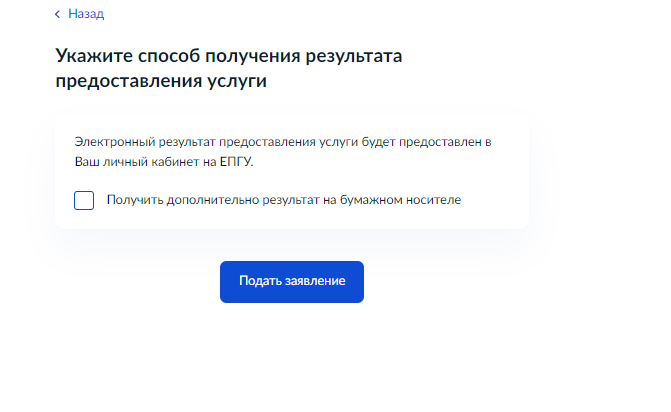 Назад
Укажите способ получения результата
предоставления услуги
Электронный результат предоставления услуги будет предоставлен в
Ваш личный кабинет на ЕПГУ.
Получить дополнительно результат на бумажном носителе
Подать заявление